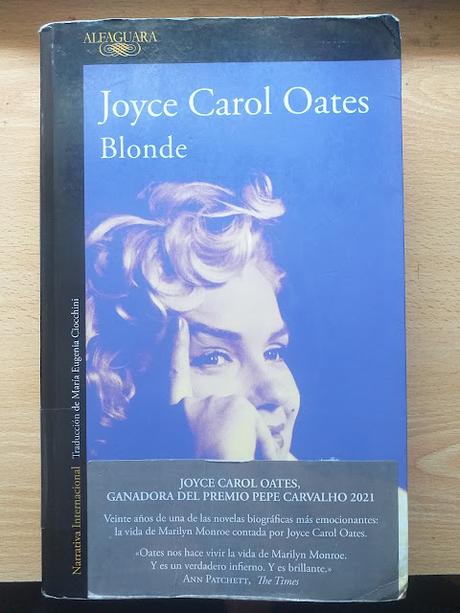 ALFAGUARA
Joyce Carol Oates
Blonde
Narrativa Internacional Traducción de María Eugenia Ciocchini
JOYCE CAROL OATES,
GANADORA DEL PREMIO PEPE CARVALHO 2021
Veinte años de una de las novelas biográficas más emocionantes:
la vida de Marilyn Monroe contada por Joyce Carol Oates.
«Oates nos hace vivir la vida de Marilyn Monroe.
Y es un verdadero infierno. Y es brillante.»
ANN PATCHETT, The Times